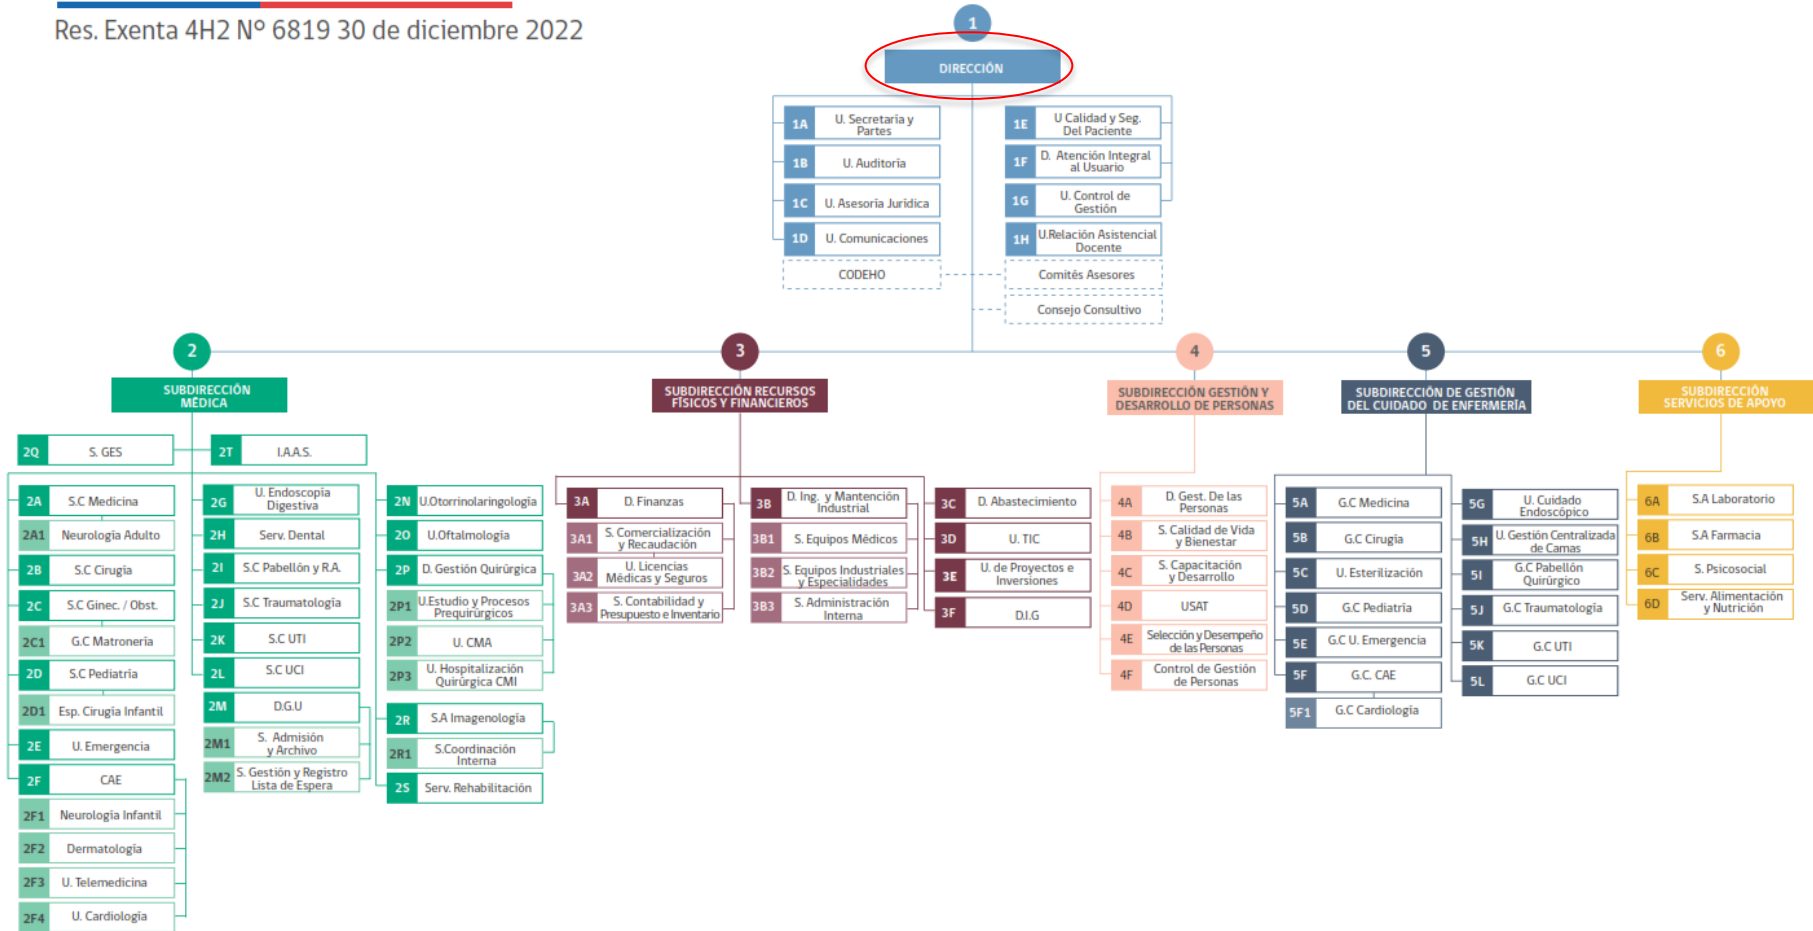 Res. Exenta 4H2 Nº 6819 30 de diciembre 2022
1
DIRECCIÓN
1A
U. Secretaría y
Partes
1B
U. Auditoría
1C
U. Asesoría Jurídica
1D
U. Comunicaciones
CODEHO
1E
U Calidad y Seg.
Del Paciente
1F
D. Atención Integral
al Usuario
1G
U. Control de
Gestión
1H
U.Relación Asistencial
Docente
Comités Asesores
Consejo Consultivo
2
SUBDIRECCIÓN
MÉDICA
2Q
S. GES
2T
I.A.A.S.
2A
S.C Medicina
2A1
Neurología Adulto
2B
S.C Cirugía
2C
S.C Ginec. / Obst.
2C1
G.C Matronería
2D
S.C Pediatría
2D1
Esp. Cirugía Infantil
2E
U. Emergencia
2F
CAE
2F1
Neurología Infantil
2F2
Dermatología
2F3
U. Telemedicina
2F4
U. Cardiología
2G
U. Endoscopía
Digestiva
2H
Serv. Dental
2I
S.C Pabellón y R.A.
2J
S.C Traumatología
2K
S.C UTI
2L
S.C UCI
2M
D.G.U
2M1
S. Admisión
y Archivo
2M2
S. Gestión y Registro
Lista de Espera
2N
U.Otorrinolaringología
2O
U.Oftalmología
2P
D. Gestión Quirúrgica
2P1
U.Estudio y Procesos
Prequirúrgicos
2P2
U. CMA
2P3
U. Hospitalización
Quirúrgica CMI
2R
S.A Imagenología
2R1
S.Coordinación
Interna
2S
Serv. Rehabilitación
3
SUBDIRECCIÓN RECURSOS
FÍSICOS Y FINANCIEROS
3A
D. Finanzas
3A1
S. Comercialización
y Recaudación
3A2
U. Licencias
Médicas y Seguros
3A3
S. Contabilidad y
Presupuesto e Inventario
3B
D. Ing. y Mantención
Industrial
3B1
S. Equipos Médicos
3B2
S. Equipos Industriales
y Especialidades
3B3
S. Administración
Interna
3C
D. Abastecimiento
3D
U. TIC
3E
U. de Proyectos e
Inversiones
3F
D.I.G
4
SUBDIRECCIÓN GESTIÓN Y
DESARROLLO DE PERSONAS
4A
D. Gest. De las
Personas
4B
S. Calidad de Vida
y Bienestar
4C
S. Capacitación
y Desarrollo
4D
USAT
4E
Selección y Desempeño
de las Personas
4F
Control de Gestión
de Personas
5
SUBDIRECCIÓN DE GESTIÓN
DEL CUIDADO DE ENFERMERÍA
5A
G.C Medicina
5B
G.C Cirugía
5C
U. Esterilización
5D
G.C Pediatría
5E
G.C U. Emergencia
5F
G.C. CAE
5F1
G.C Cardiología
5G
U. Cuidado
Endoscópico
5H
U. Gestión Centralizada
de Camas
5I
G.C Pabellón
Quirúrgico
5J
G.C Traumatología
5K
G.C UTI
5L
G.C UCI
6
SUBDIRECCIÓN
SERVICIOS DE APOYO
6A
S.A Laboratorio
6B
S.A Farmacia
6C
S. Psicosocial
6D
Serv. Alimentación
y Nutrición